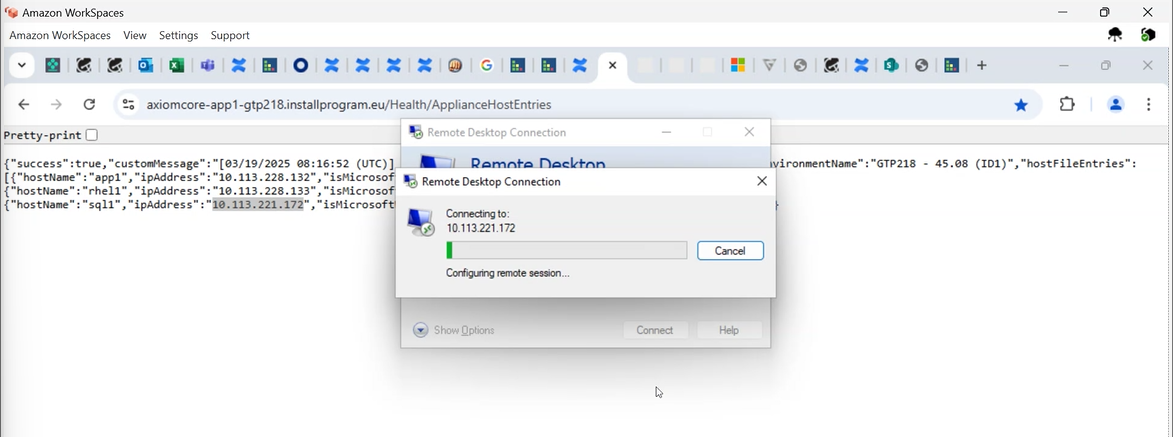 Amazon WorkSpaces
Amazon WorkSpaces View Settings Support
axiomcore-app1-gtp218.installprogram.eu/Health/ApplianceHostEntries
Pretty-print
Remote Desktop Connection
Remote Desktop
{"success":true,"customMessage":"[03/19/2025 08:16:52 (UTC)] vironmentName":"GTP218 - 45.08 (ID1)","hostFileEntries":
[{"hostName":"app1","ipAddress":"10.113.228.132","isMicrosof
{"hostName":"rhel1","ipAddress":"10.113.228.133","isMicrosof
{"hostName":"sql1","ipAddress":"10.113.221.172","isMicrosoft
Remote Desktop Connection
Connecting to:
10.113.221.172
Cancel
Configuring remote session...
Show Options Connect Help